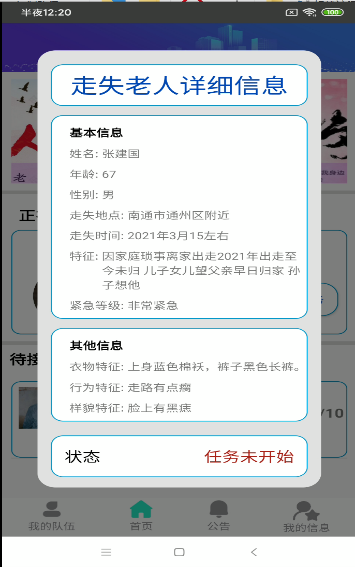 半夜12:20
100
走失老人详细信息
基本信息
姓名: 张建国
年龄: 67
性别: 男
走失地点: 南通市通州区附近
走失时间: 2021年3月15左右
特征: 因家庭琐事离家出走2021年出走至
今未归 儿子女儿望父亲早日归家 孙
子想他
紧急等级: 非常紧急
其他信息
衣物特征: 上身蓝色棉袄，裤子黑色长裤。
行为特征: 走路有点瘸
样貌特征: 脸上有黑痣
状态
任务未开始
老
正
待接
/10
我的队伍
首页
公告
我的信息